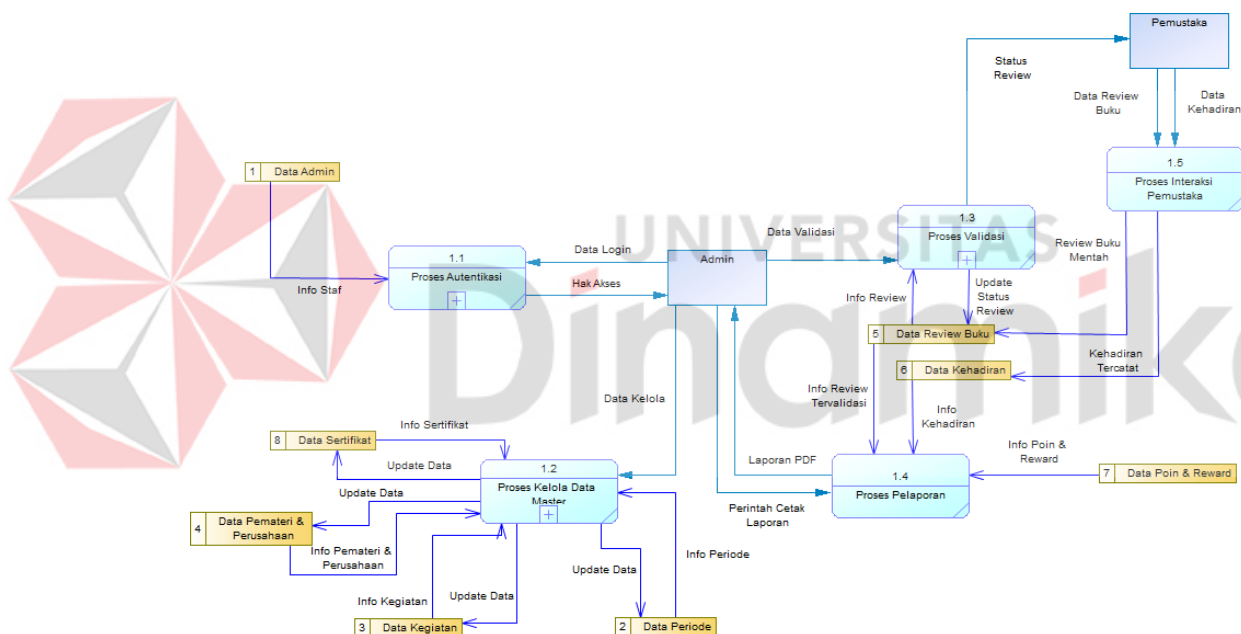 Pemustaka
Status
Review
Data Review
Buku
Data
Kehadiran
1 Data Admin
1.5
Proses Interaksi
Pemustaka
UNIVERSITAS
Dinamika
1.3
Proses Validasi
Data Validasi
Review Buku
Mentah
1.1
Proses Autentikasi
Data Login
Admin
Hak Akses
Info Staf
Info Review
Update
Status
Review
5 Data Review Buku
Kehadiran
Tercatat
6 Data Kehadiran
Info Review
Tervalidasi
Data Kelola
Info
Kehadiran
Info Sertifikat
8 Data Sertifikat
Info Poin &
Reward
Update Data
Laporan PDF
1.2
Proses Kelola Data
Master
1.4
Proses Pelaporan
7 Data Poin & Reward
Update Data
Perintah Cetak
Laporan
4 Data Pemateri &
Perusahaan
Info Pemateri &
Perusahaan
Info Periode
Update Data
Info Kegiatan
Update Data
3 Data Kegiatan
2 Data Periode